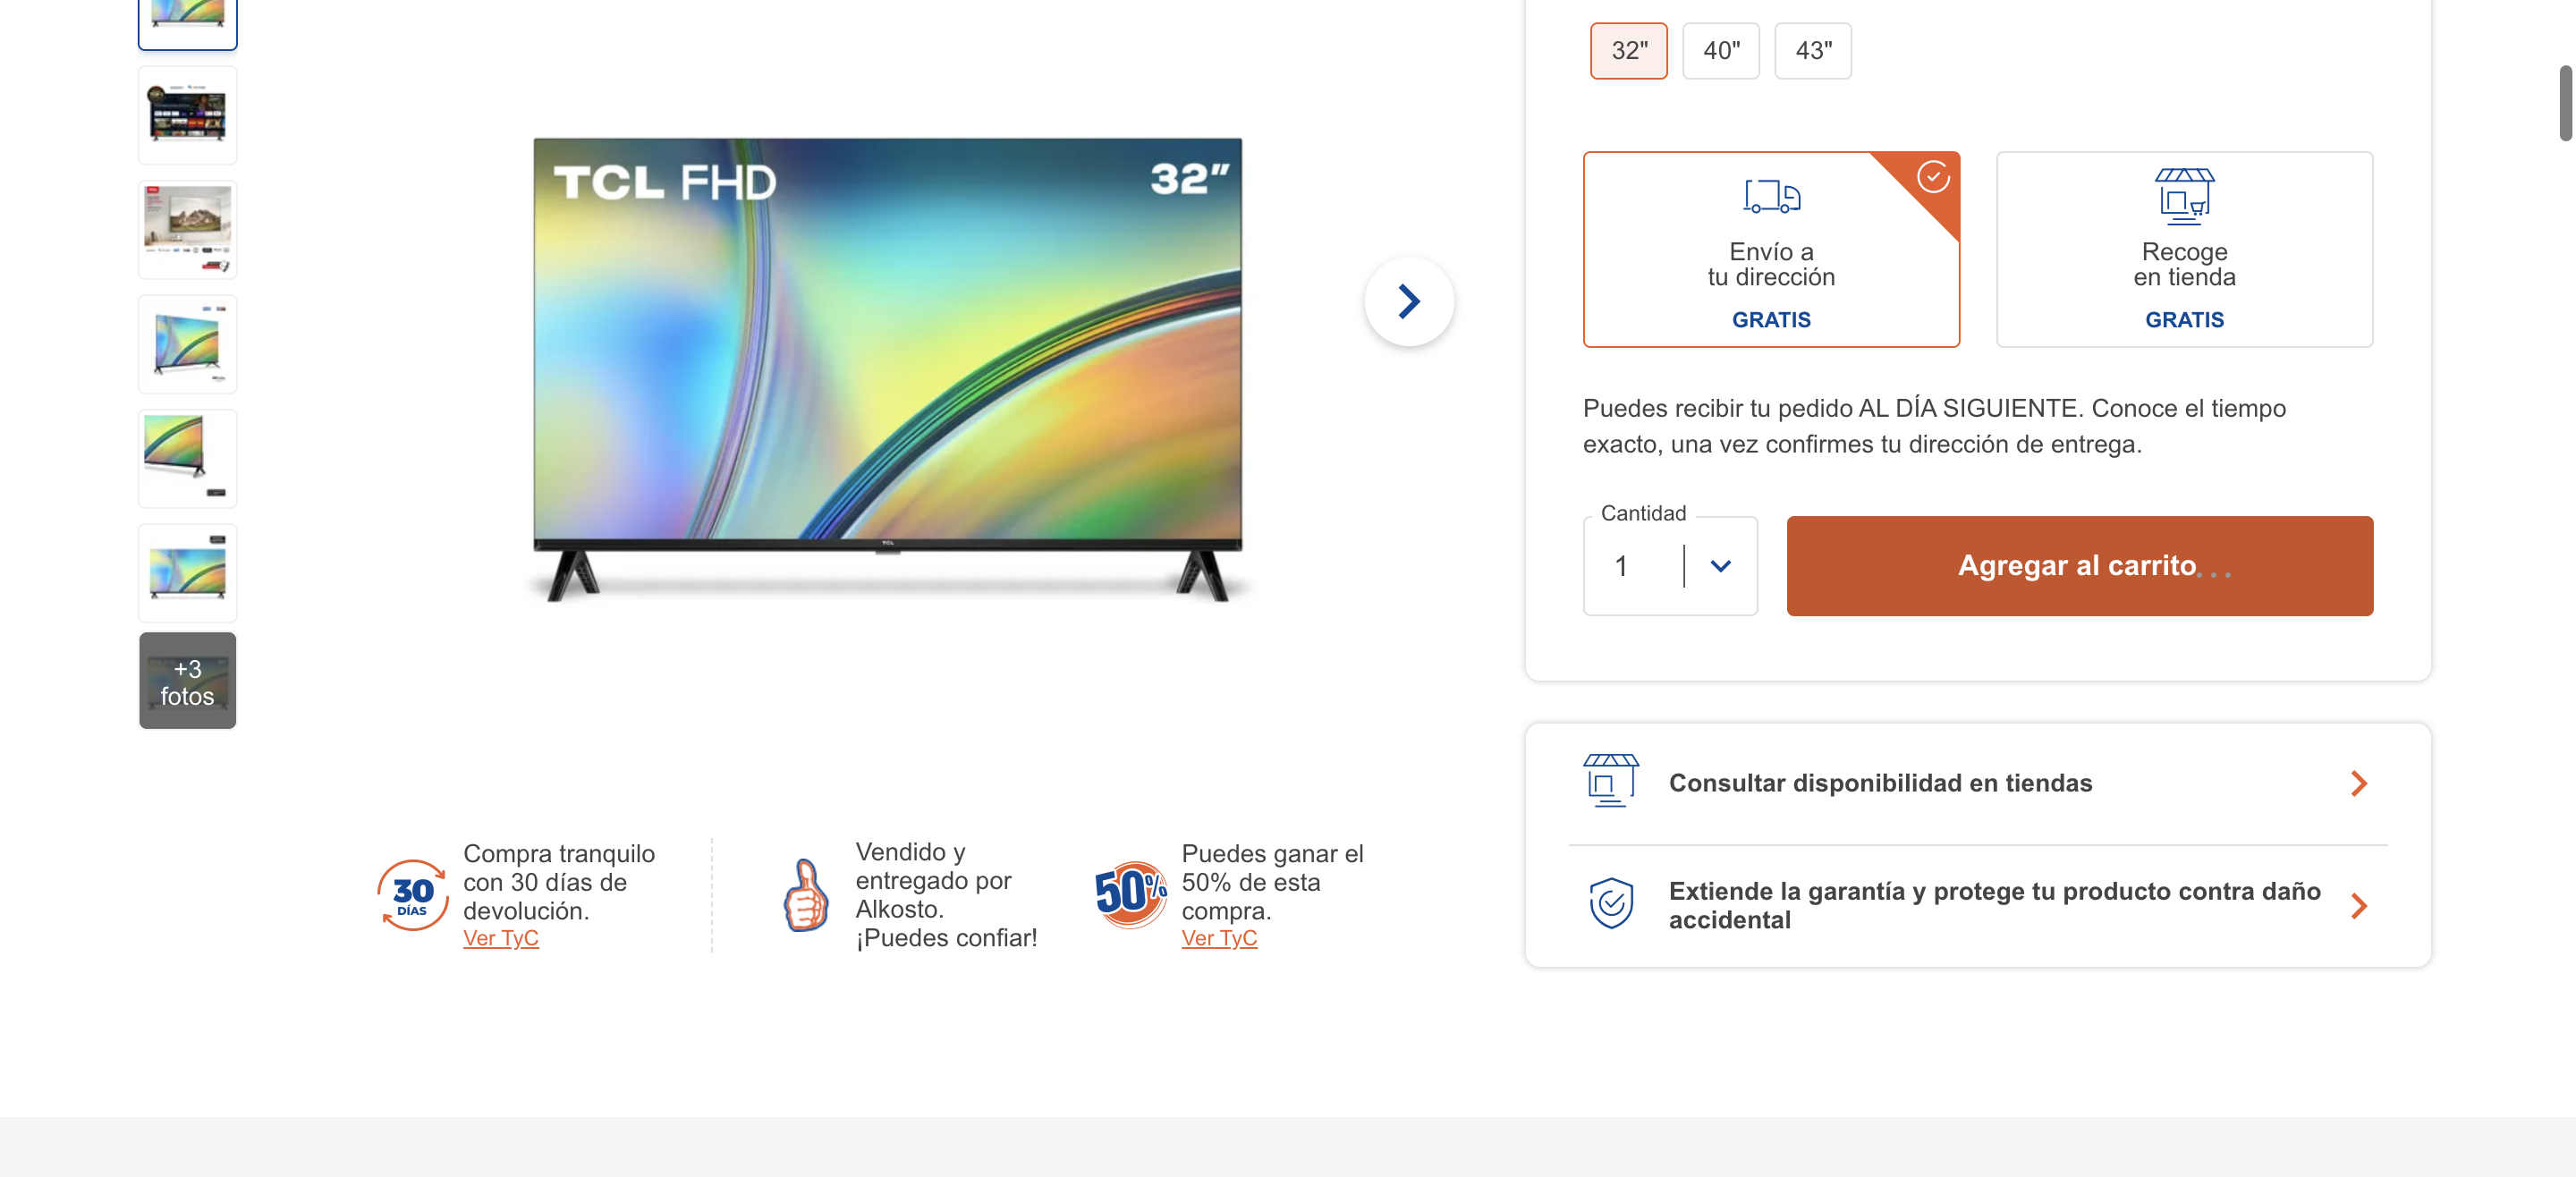 32"
40"
43"
TCL FHD
32"
TCL
Envío a
tu dirección
GRATIS
Recoge
en tienda
GRATIS
Puedes recibir tu pedido AL DÍA SIGUIENTE. Conoce el tiempo
exacto, una vez confirmes tu dirección de entrega.
Cantidad
1
Agregar al carrito...
+3
fotos
Consultar disponibilidad en tiendas
Extiende la garantía y protege tu producto contra daño
accidental
30
DÍAS
Compra tranquilo
con 30 días de
devolución.
Ver TyC
Vendido y
entregado por
Alkosto.
¡Puedes confiar!
50%
Puedes ganar el
50% de esta
compra.
Ver TyC